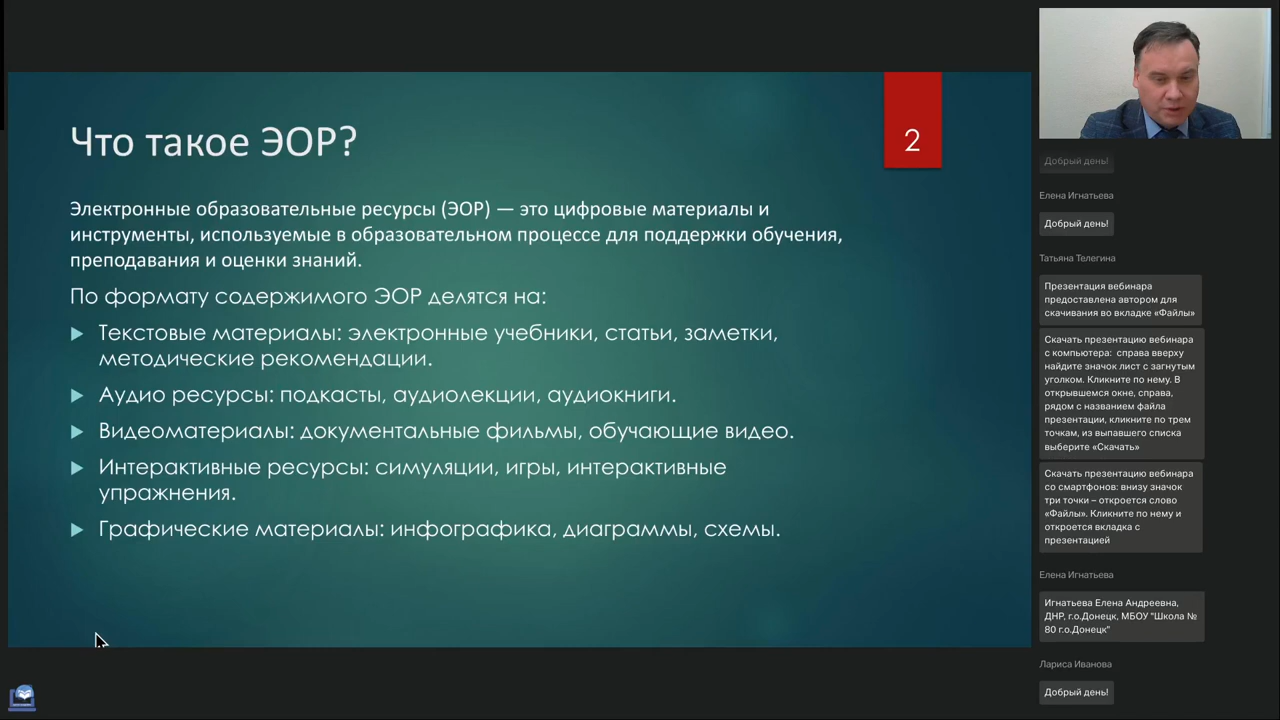 Что такое ЭОР?
2
Электронные образовательные ресурсы (ЭОР) — это цифровые материалы и
инструменты, используемые в образовательном процессе для поддержки обучения,
преподавания и оценки знаний.
По формату содержимого ЭОР делятся на:
Текстовые материалы: электронные учебники, статьи, заметки,
методические рекомендации.
Аудио ресурсы: подкасты, аудиолекции, аудиокниги.
Видеоматериалы: документальные фильмы, обучающие видео.
Интерактивные ресурсы: симуляции, игры, интерактивные
упражнения.
Графические материалы: инфографика, диаграммы, схемы.
Добрый день!
Елена Игнатьева
Добрый день!
Татьяна Телегина
Презентация вебинара
предоставлена автором для
скачивания во вкладке «Файлы»
Скачать презентацию вебинара
с компьютера: справа вверху
найдите значок лист с загнутым
уголком. Кликните по нему. В
открывшемся окне, справа,
рядом с названием файла
презентации, кликните по трем
точкам, из выпавшего списка
выберите «Скачать»
Скачать презентацию вебинара
со смартфонов: внизу значок
три точки – откроется слово
«Файлы». Кликните по нему и
откроется вкладка с
презентацией
Елена Игнатьева
Игнатьева Елена Андреевна,
ДНР, г.о.Донецк, МБОУ "Школа №
80 г.о.Донецк"
Лариса Иванова
Добрый день!